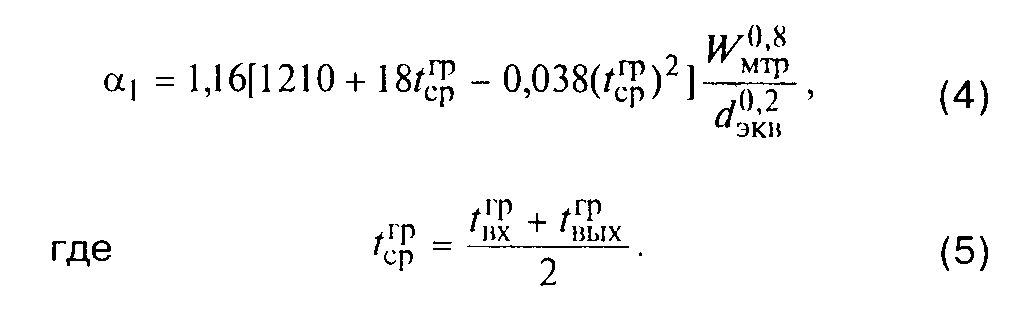 α₁ = 1,16[1210 + 18t_ср^гр − 0,038(t_ср^гр)²] W_мтр^0,8 / d_экв^0,2 , (4)
где t_ср^гр = (t_вх^гр + t_вых^гр) / 2 . (5)